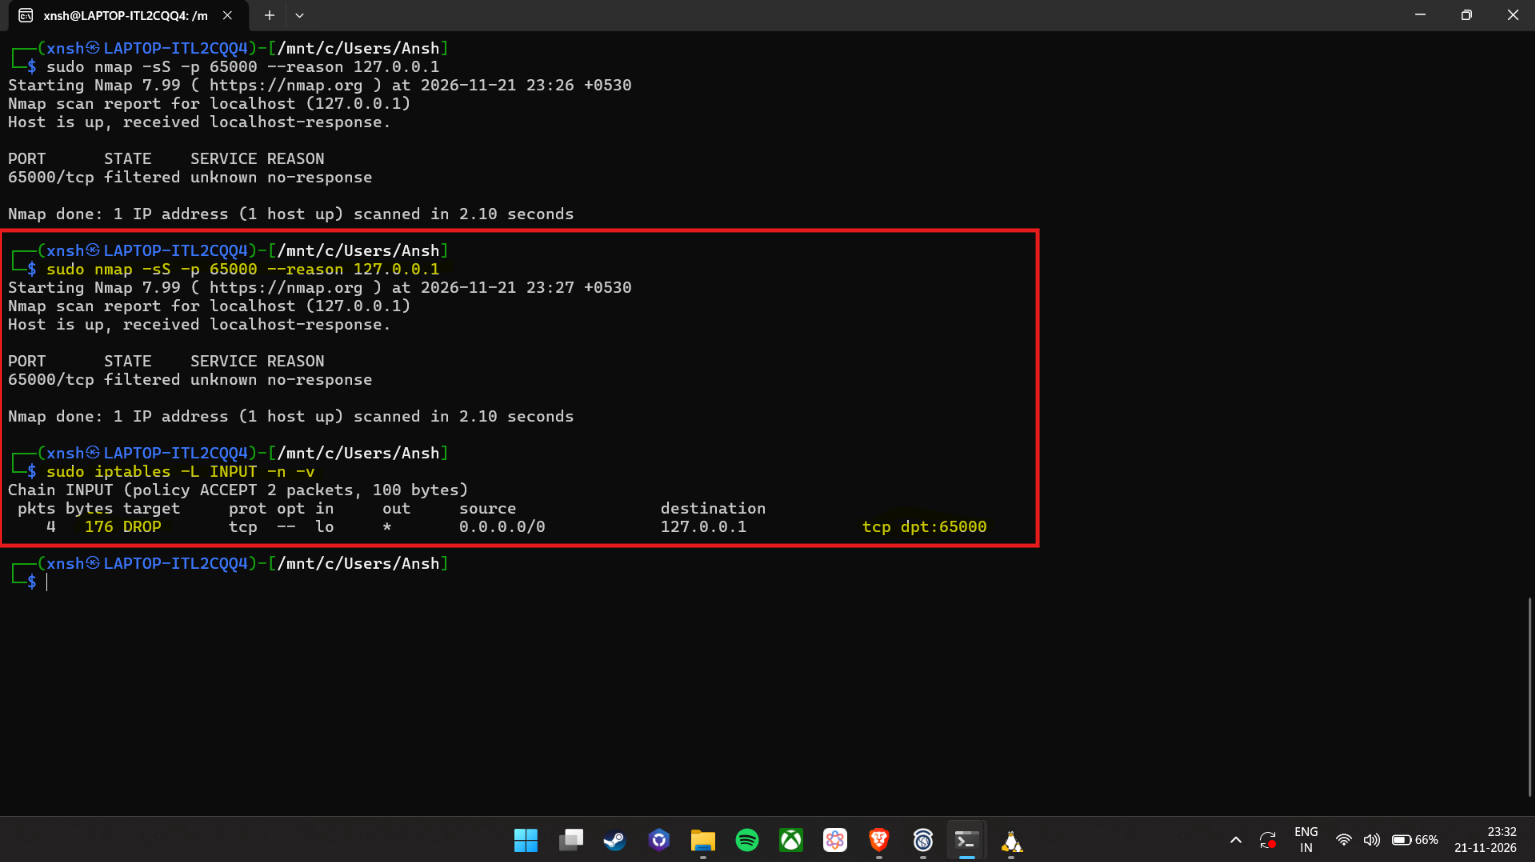 xnsh@LAPTOP-ITL2CQQ4: /m
┌──(xnsh㉿LAPTOP-ITL2CQQ4)-[/mnt/c/Users/Ansh]
└─$ sudo nmap -sS -p 65000 --reason 127.0.0.1
Starting Nmap 7.99 ( https://nmap.org ) at 2026-11-21 23:26 +0530
Nmap scan report for localhost (127.0.0.1)
Host is up, received localhost-response.
PORT      STATE    SERVICE REASON
65000/tcp filtered unknown no-response
Nmap done: 1 IP address (1 host up) scanned in 2.10 seconds
┌──(xnsh㉿LAPTOP-ITL2CQQ4)-[/mnt/c/Users/Ansh]
└─$ sudo nmap -sS -p 65000 --reason 127.0.0.1
Starting Nmap 7.99 ( https://nmap.org ) at 2026-11-21 23:27 +0530
Nmap scan report for localhost (127.0.0.1)
Host is up, received localhost-response.
PORT      STATE    SERVICE REASON
65000/tcp filtered unknown no-response
Nmap done: 1 IP address (1 host up) scanned in 2.10 seconds
┌──(xnsh㉿LAPTOP-ITL2CQQ4)-[/mnt/c/Users/Ansh]
└─$ sudo iptables -L INPUT -n -v
Chain INPUT (policy ACCEPT 2 packets, 100 bytes)
 pkts bytes target     prot opt in     out     source               destination
    4   176 DROP       tcp  --  lo     *       0.0.0.0/0            127.0.0.1            tcp dpt:65000
┌──(xnsh㉿LAPTOP-ITL2CQQ4)-[/mnt/c/Users/Ansh]
└─$
ENG
IN
66%
23:32
21-11-2026